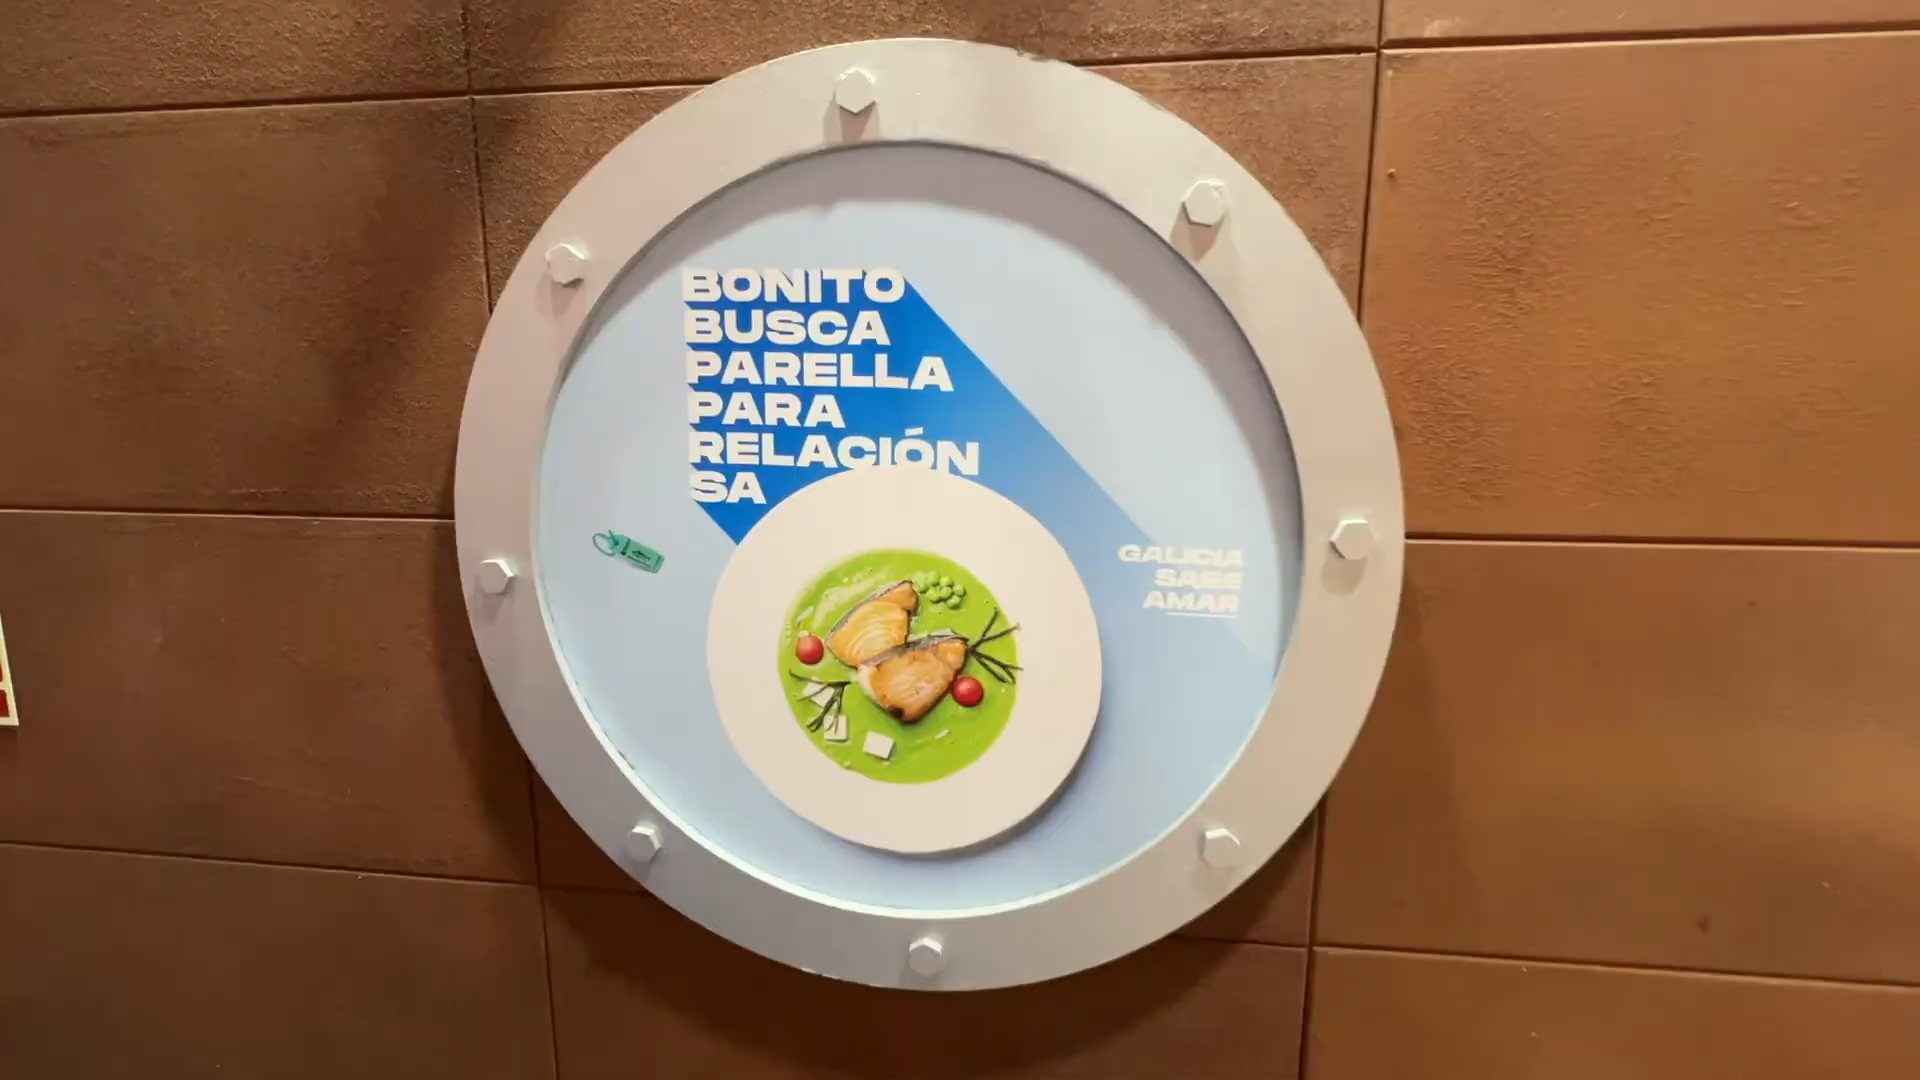 BONITO
BUSCA
PARELLA
PARA
RELACIÓN
SA
GALICIA
SABE
AMAR